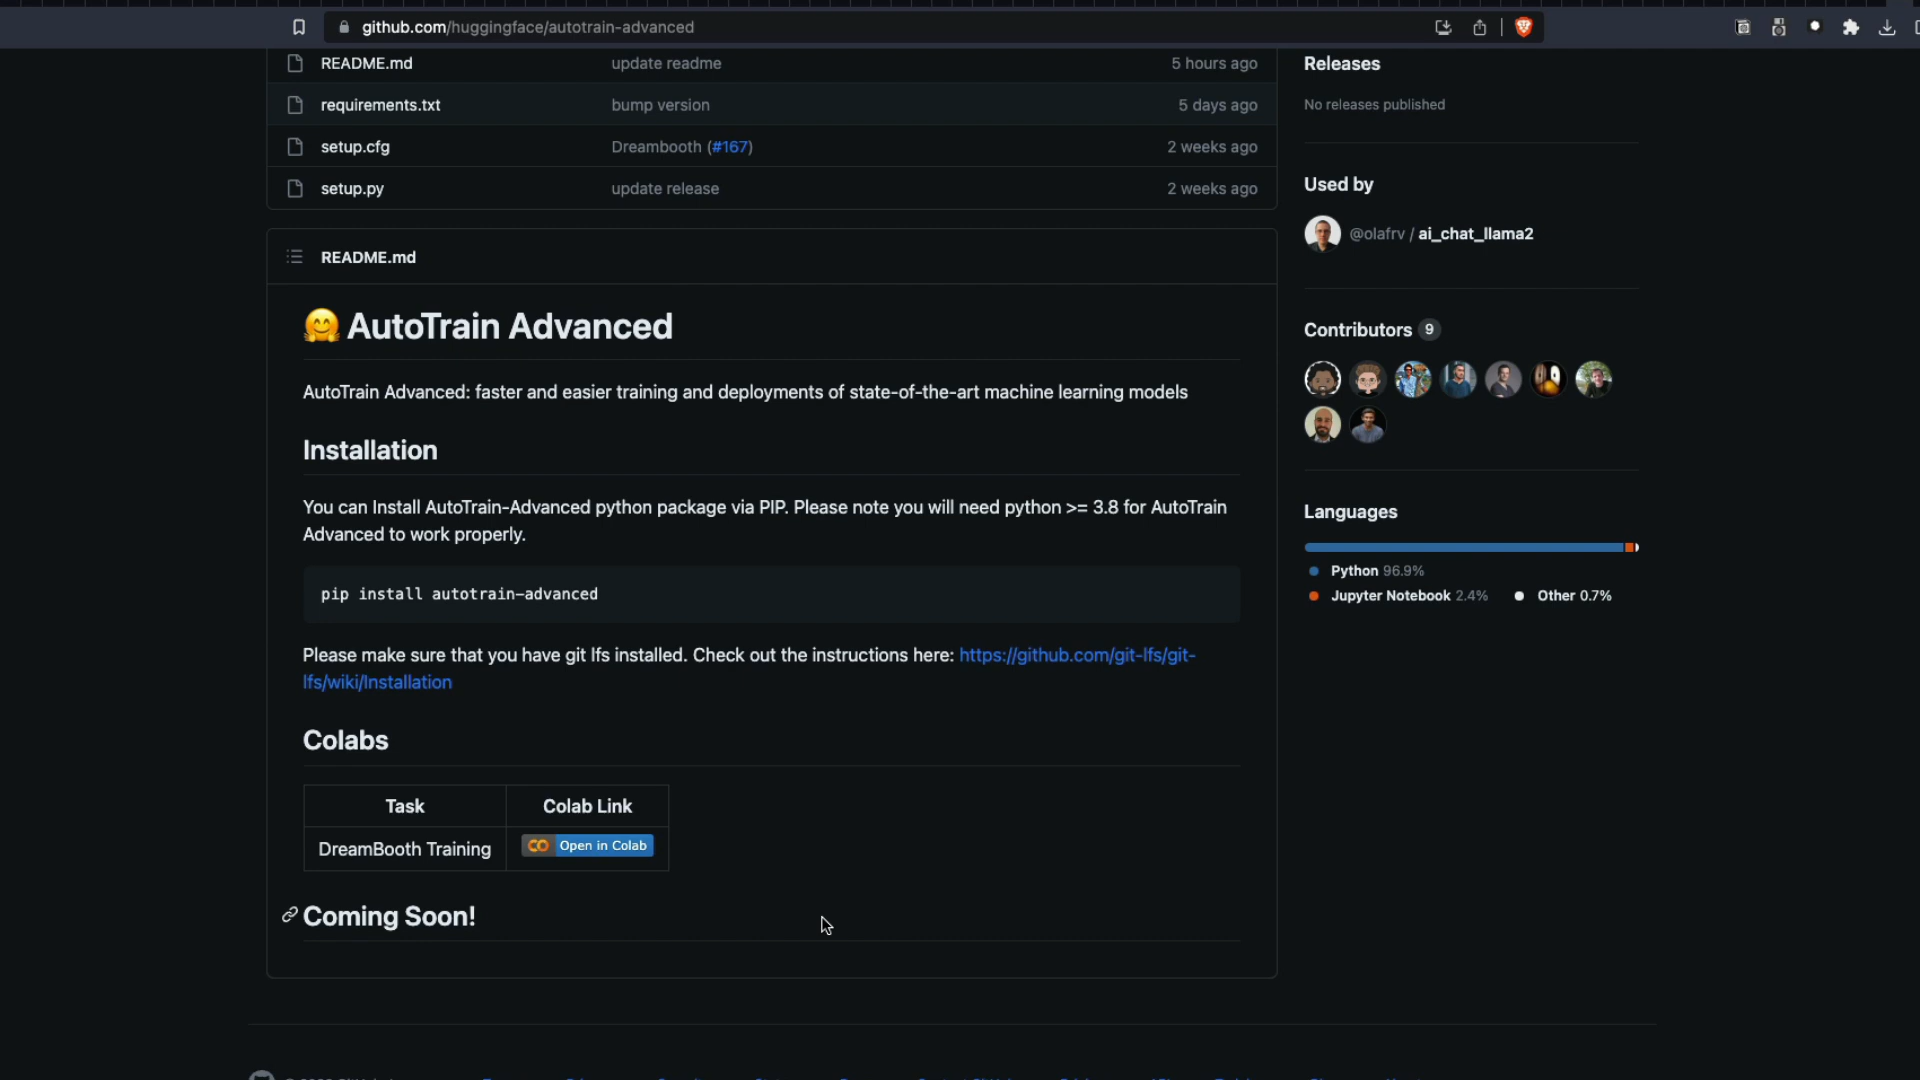 github.com/huggingface/autotrain-advanced
README.md update readme 5 hours ago
requirements.txt bump version 5 days ago
setup.cfg Dreambooth (#167) 2 weeks ago
setup.py update release 2 weeks ago
README.md
🤗 AutoTrain Advanced
AutoTrain Advanced: faster and easier training and deployments of state-of-the-art machine learning models
Installation
You can Install AutoTrain-Advanced python package via PIP. Please note you will need python >= 3.8 for AutoTrain
Advanced to work properly.
pip install autotrain-advanced
Please make sure that you have git lfs installed. Check out the instructions here: https://github.com/git-lfs/git-
lfs/wiki/Installation
Colabs
Task Colab Link
DreamBooth Training Open in Colab
Coming Soon!
Releases
No releases published
Used by
@olafrv / ai_chat_llama2
Contributors 9
Languages
Python 96.9%
Jupyter Notebook 2.4% Other 0.7%